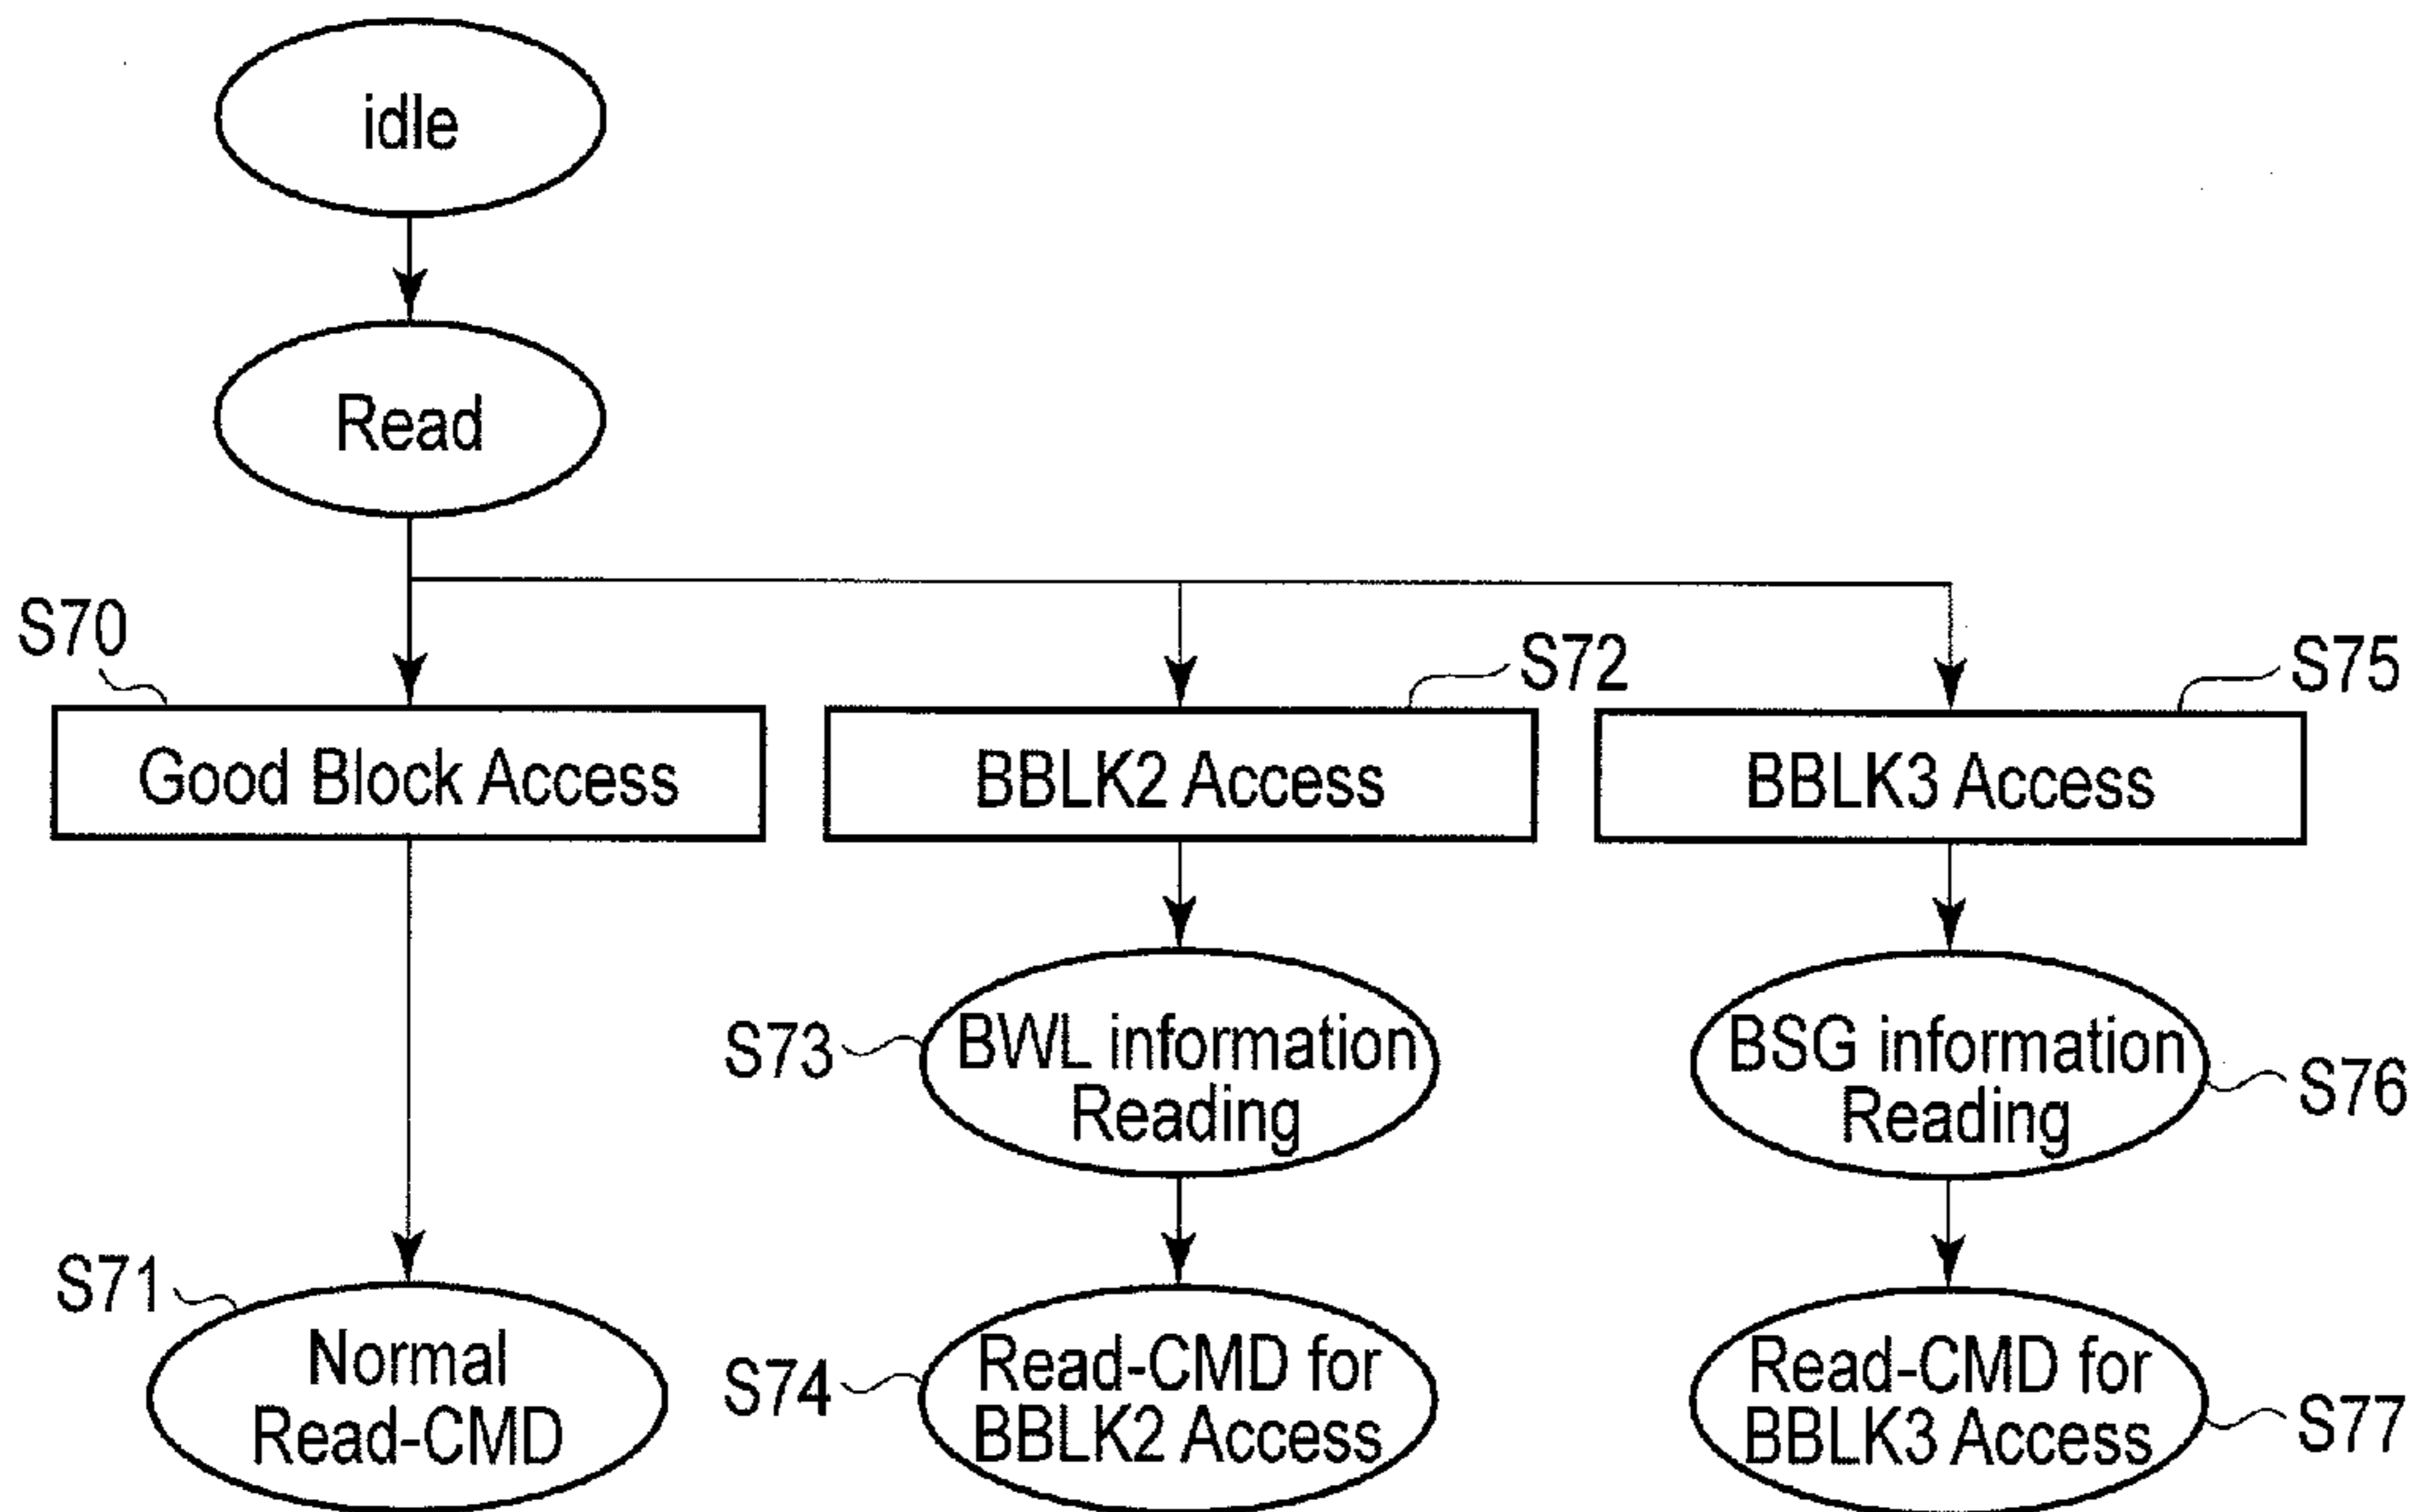 idle
Read
S70
S72
S75
Good Block Access
BBLK2 Access
BBLK3 Access
S73
BWL information
Reading
BSG information
Reading
S76
S71
Normal
Read-CMD
S74
Read-CMD for
BBLK2 Access
Read-CMD for
BBLK3 Access
S77